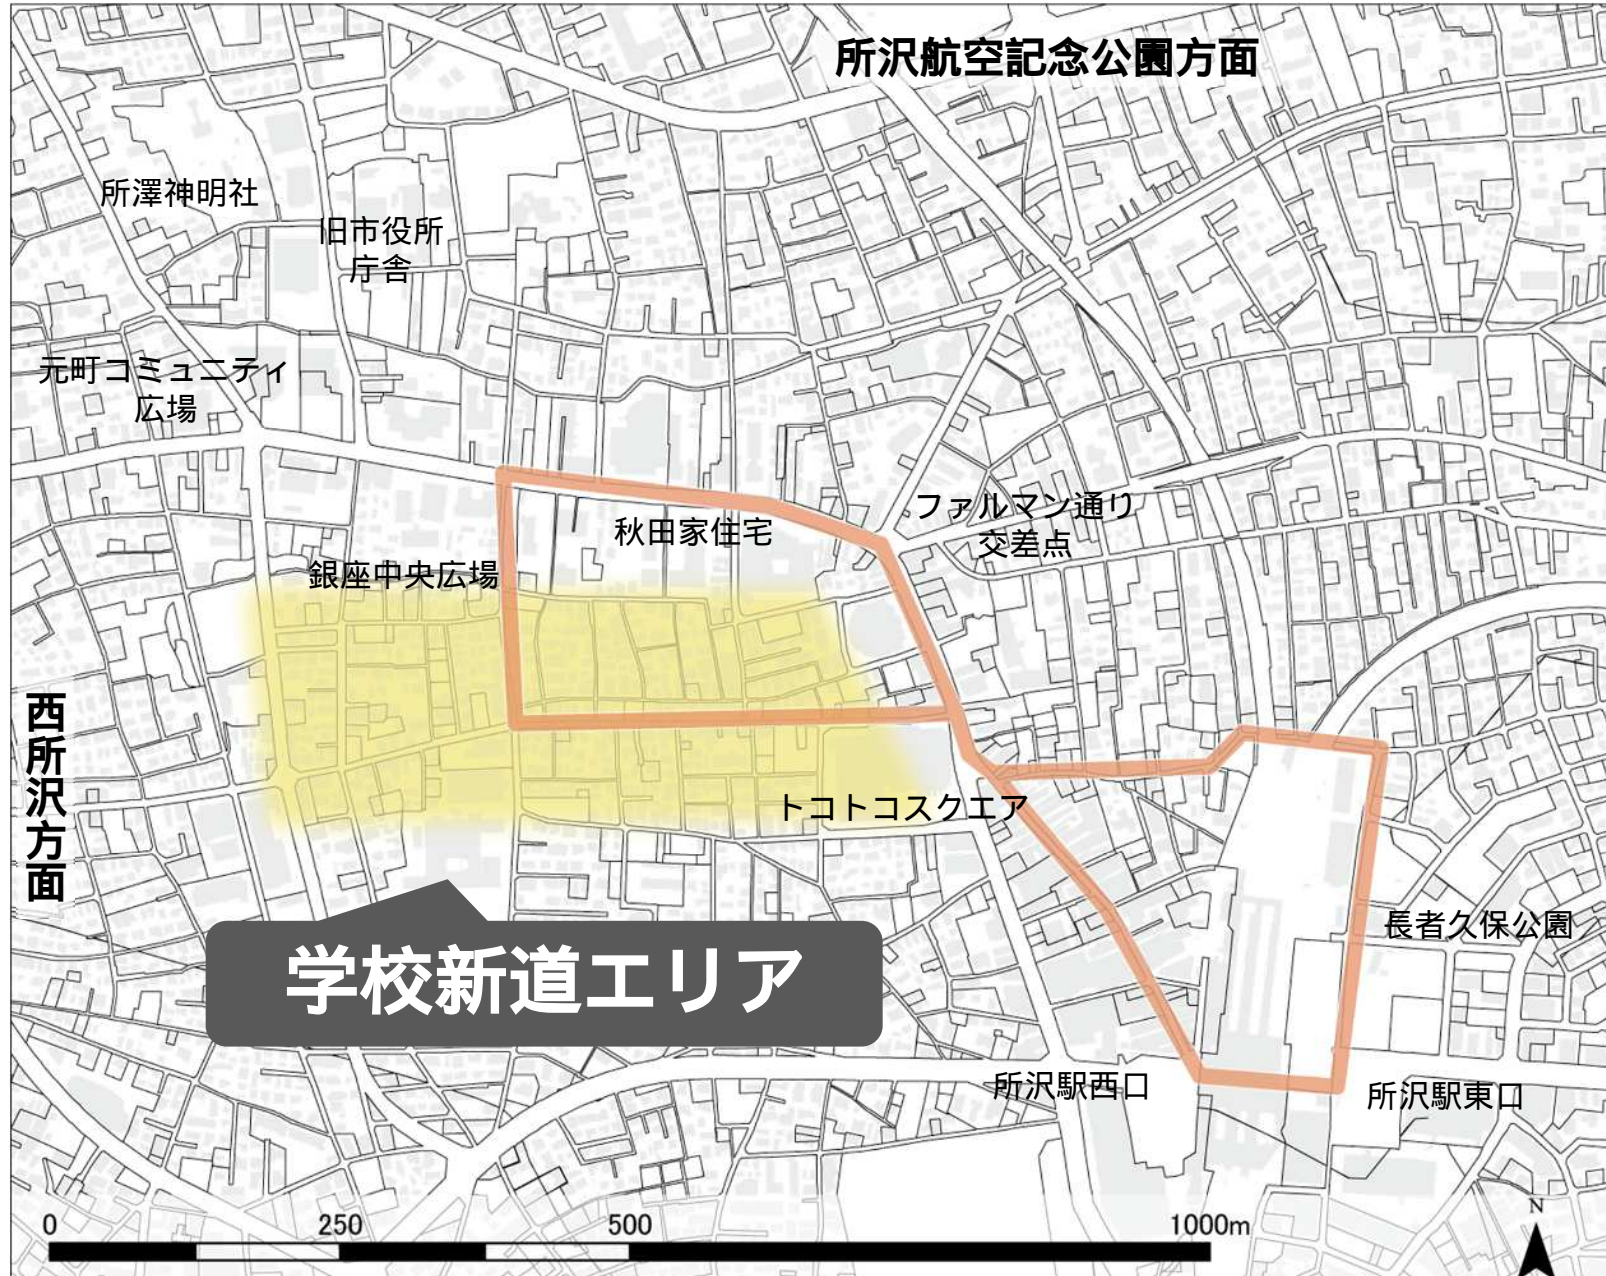 所沢航空記念公園方面
所澤神明社
旧市役所
庁舎
元町コミュニティ
広場
秋田家住宅
ファルマン通り
交差点
銀座中央広場
西所沢方面
トコトコスクエア
学校新道エリア
長者久保公園
所沢駅西口
所沢駅東口
0 250 500 1000m
N